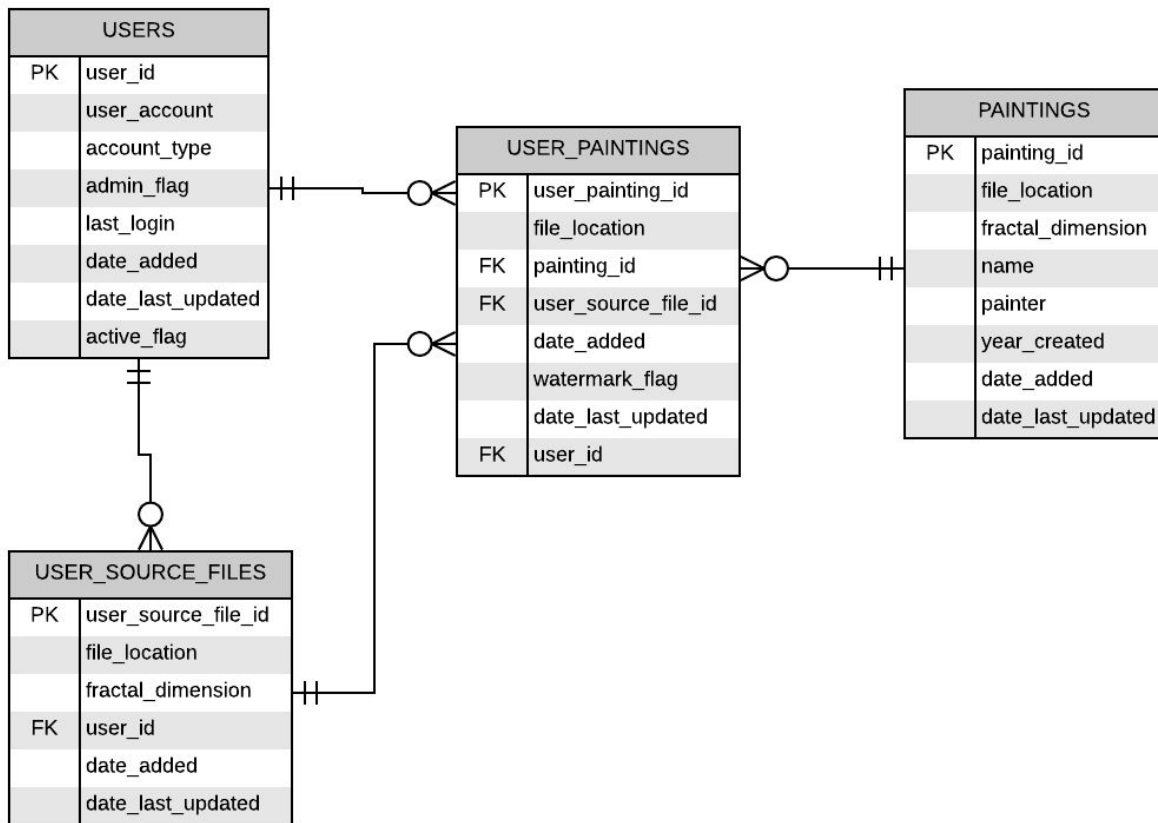 USERS
PK user_id
user_account
account_type
admin_flag
last_login
date_added
date_last_updated
active_flag
USER_PAINTINGS
PK user_painting_id
file_location
FK painting_id
FK user_source_file_id
date_added
watermark_flag
date_last_updated
FK user_id
PAINTINGS
PK painting_id
file_location
fractal_dimension
name
painter
year_created
date_added
date_last_updated
USER_SOURCE_FILES
PK user_source_file_id
file_location
fractal_dimension
FK user_id
date_added
date_last_updated